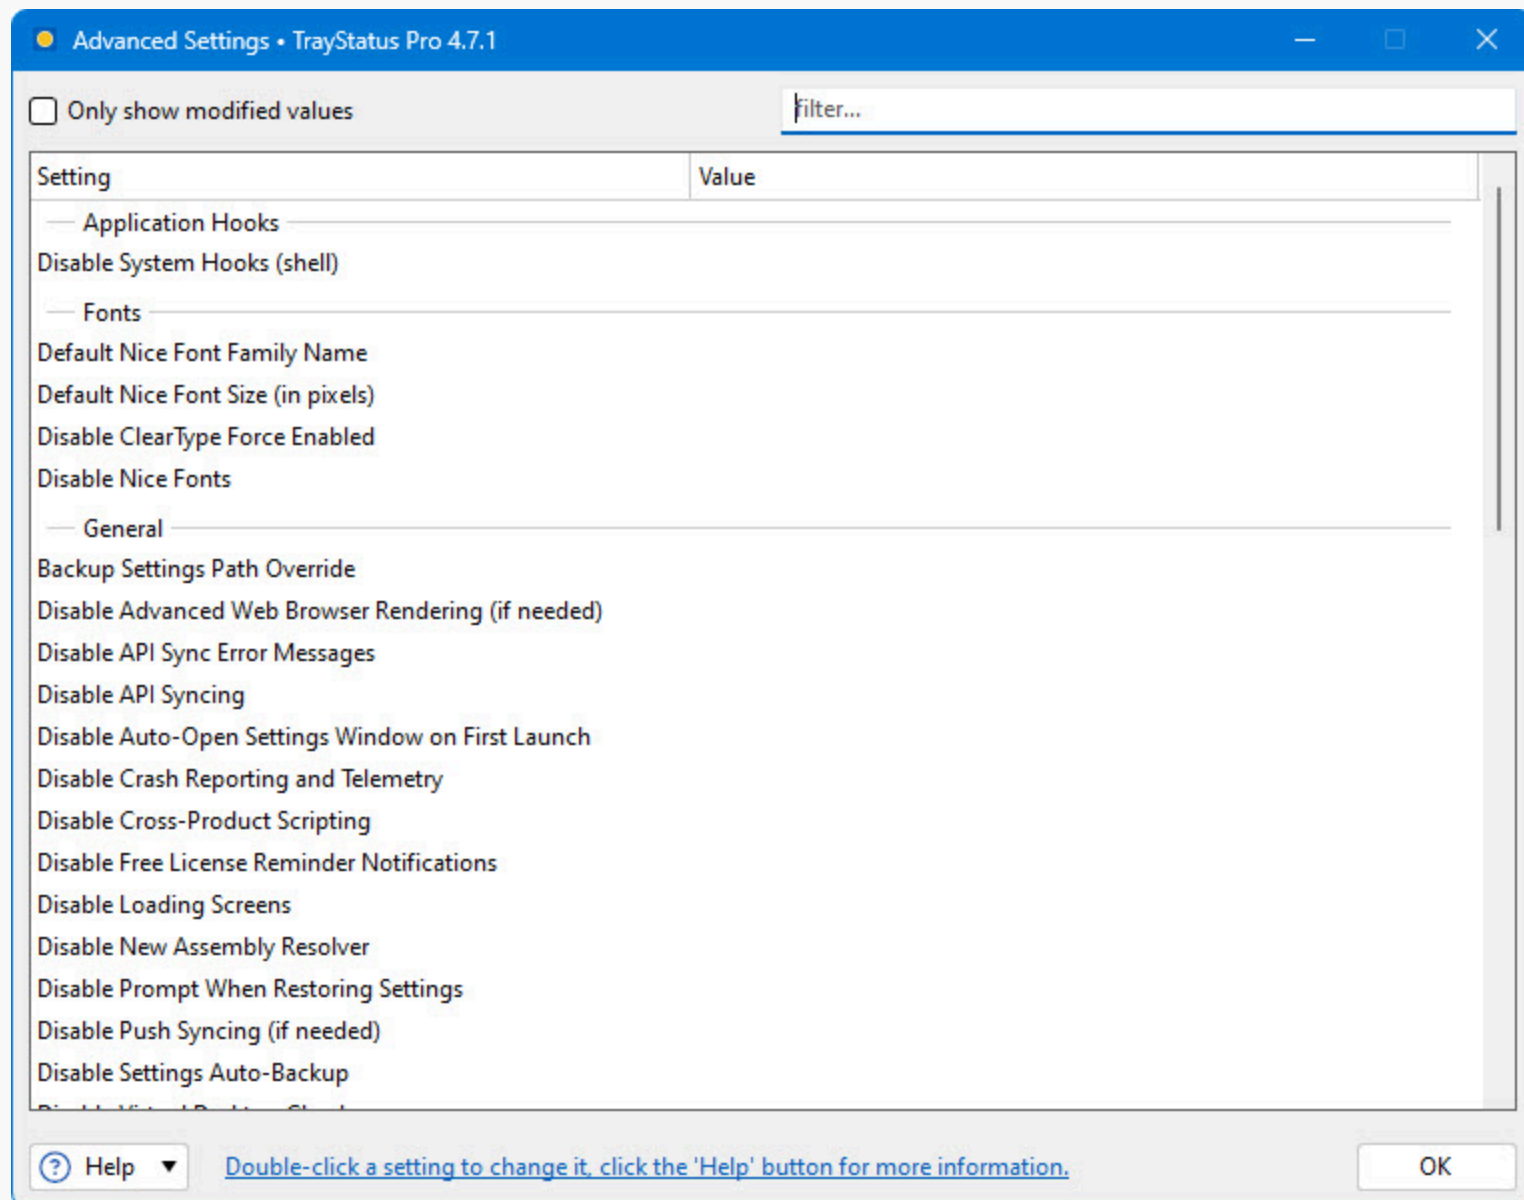 Advanced Settings • TrayStatus Pro 4.7.1
Only show modified values
filter...
Setting Value
Application Hooks
Disable System Hooks (shell)
Fonts
Default Nice Font Family Name
Default Nice Font Size (in pixels)
Disable ClearType Force Enabled
Disable Nice Fonts
General
Backup Settings Path Override
Disable Advanced Web Browser Rendering (if needed)
Disable API Sync Error Messages
Disable API Syncing
Disable Auto-Open Settings Window on First Launch
Disable Crash Reporting and Telemetry
Disable Cross-Product Scripting
Disable Free License Reminder Notifications
Disable Loading Screens
Disable New Assembly Resolver
Disable Prompt When Restoring Settings
Disable Push Syncing (if needed)
Disable Settings Auto-Backup
Help
Double-click a setting to change it, click the 'Help' button for more information.
OK